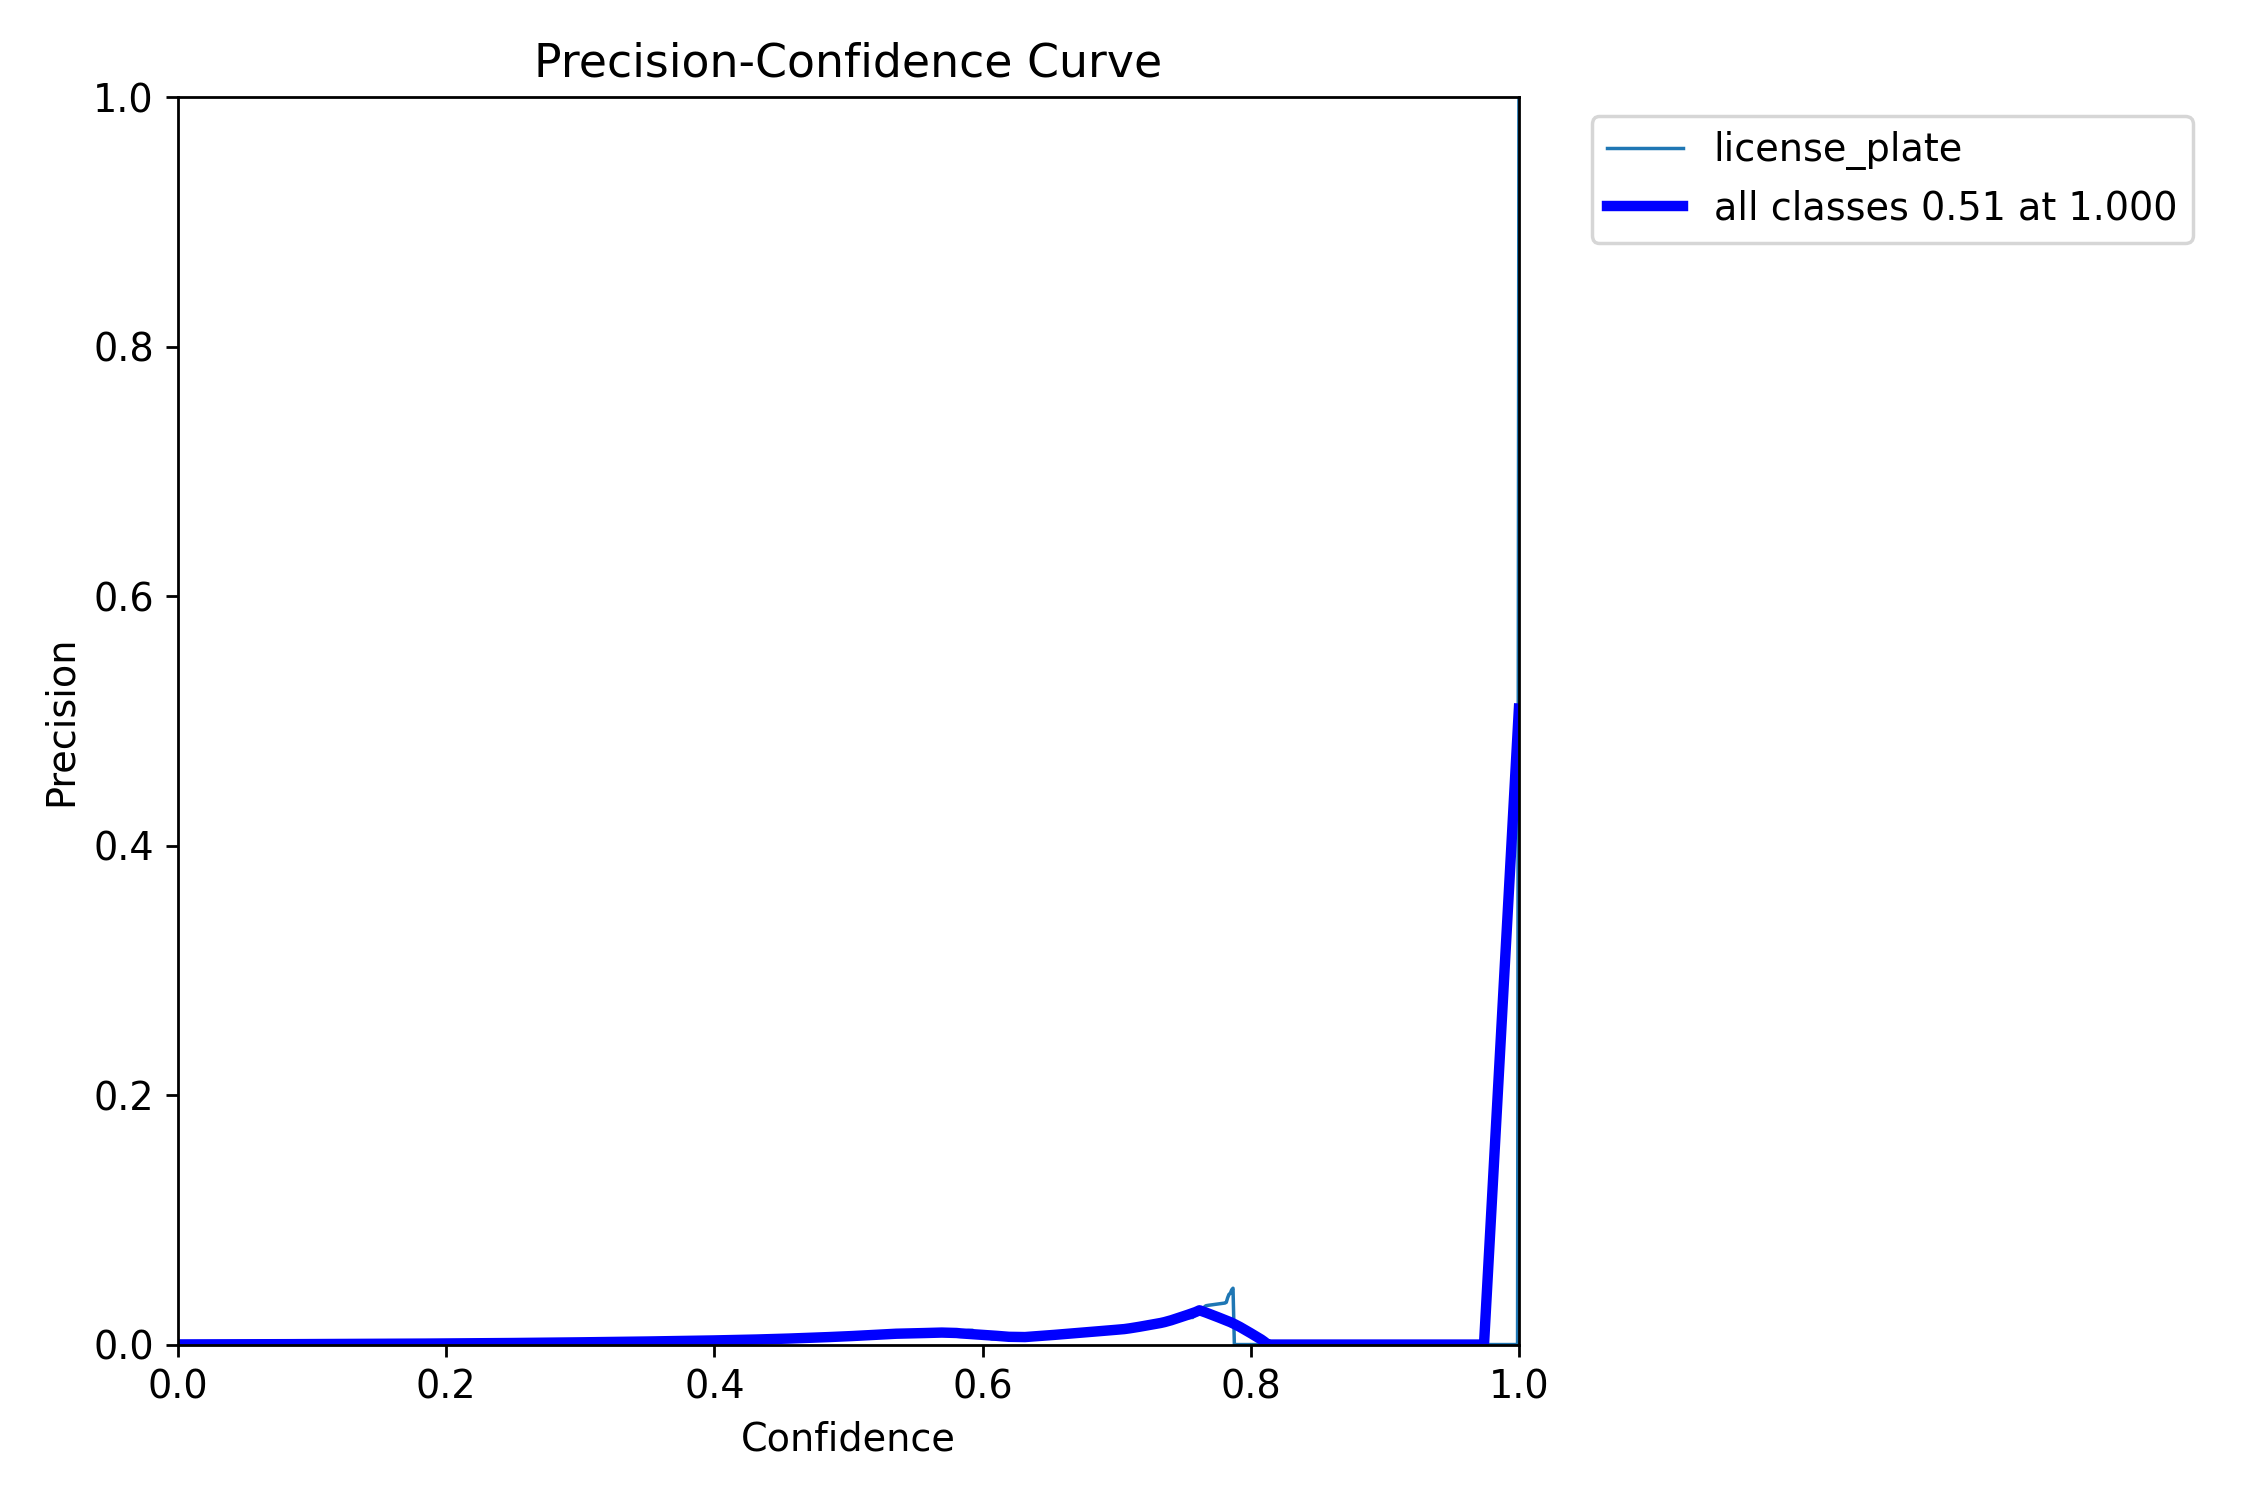 Precision-Confidence Curve
1.0
0.8
0.6
0.4
0.2
0.0
Precision
0.0 0.2 0.4 0.6 0.8 1.0
Confidence
license_plate
all classes 0.51 at 1.000